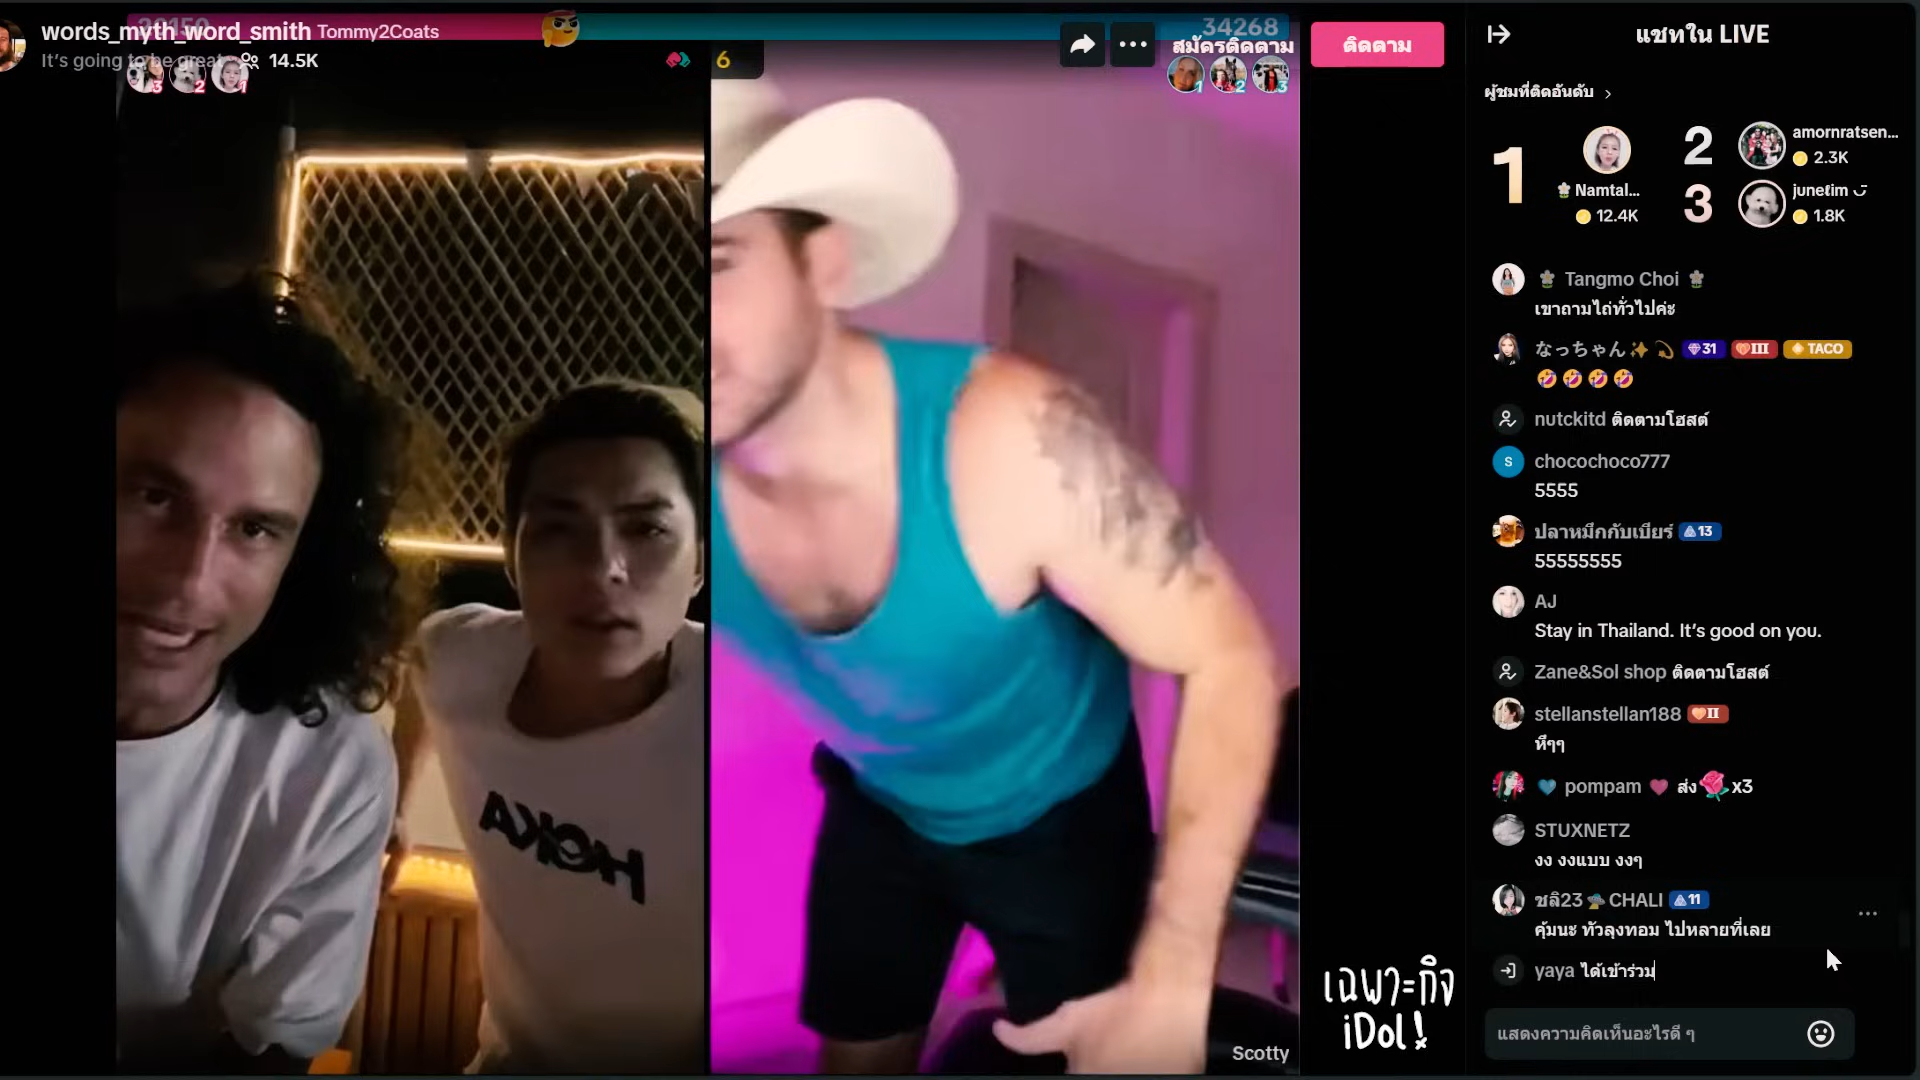 words_myth_word_smith Tommy2Coats
It's going to be great 14.5K
34268
สมัครติดตาม
ติดตาม
6
3 2 1
1 2 3
HOKA
Scotty
เฉพาะกิจ
iDol!
แชทใน LIVE
ผู้ชมที่ติดอันดับ
1
Namtal...
12.4K
2
amornratsen...
2.3K
3
junetim
1.8K
Tangmo Choi
เขาถามไถ่ทั่วไปค่ะ
なっちゃん 31 III TACO
nutckitd ติดตามโฮสต์
S
chocochoco777
5555
ปลาหมึกกับเบียร์ 13
55555555
AJ
Stay in Thailand. It's good on you.
Zane&Sol shop ติดตามโฮสต์
stellanstellan188 II
หึๆๆ
pompam ส่ง x3
STUXNETZ
งง งงแบบ งงๆ
ชลิ23 CHALI 11
คุ้มนะ ทัวลุงทอม ไปหลายที่เลย
yaya ได้เข้าร่วม
แสดงความคิดเห็นอะไรดี ๆ